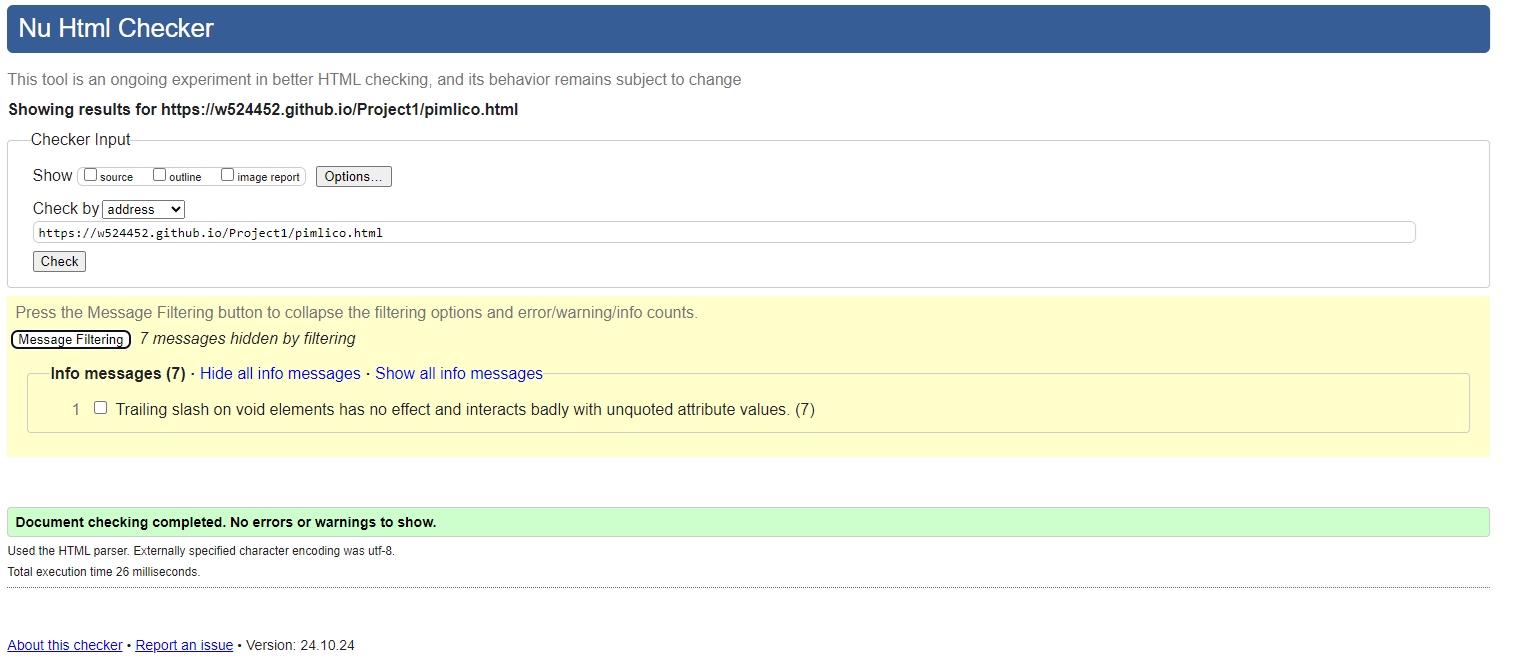 Nu Html Checker
This tool is an ongoing experiment in better HTML checking, and its behavior remains subject to change
Showing results for https://w524452.github.io/Project1/pimlico.html
Checker Input
Show source outline image report Options...
Check by address
https://w524452.github.io/Project1/pimlico.html
Check
Press the Message Filtering button to collapse the filtering options and error/warning/info counts.
Message Filtering 7 messages hidden by filtering
Info messages (7) · Hide all info messages · Show all info messages
1 Trailing slash on void elements has no effect and interacts badly with unquoted attribute values. (7)
Document checking completed. No errors or warnings to show.
Used the HTML parser. Externally specified character encoding was utf-8.
Total execution time 26 milliseconds.
About this checker • Report an issue • Version: 24.10.24